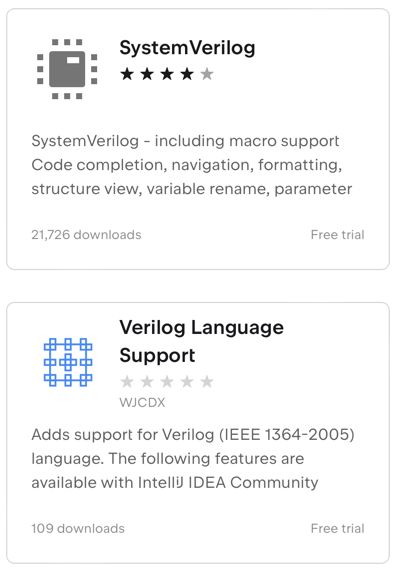 SystemVerilog
SystemVerilog - including macro support
Code completion, navigation, formatting,
structure view, variable rename, parameter
21,726 downloads
Free trial
Verilog Language
Support
WJCDX
Adds support for Verilog (IEEE 1364-2005)
language. The following features are
available with IntelliJ IDEA Community
109 downloads
Free trial